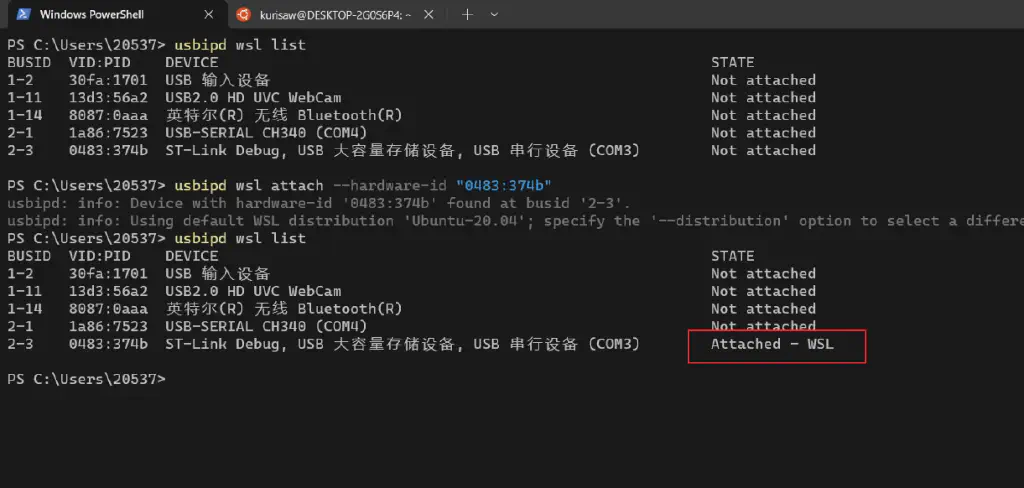 Windows PowerShell
kurisaw@DESKTOP-2G0S6P4: ~
PS C:\Users\20537> usbipd wsl list
BUSID VID:PID DEVICE STATE
1-2 30fa:1701 USB 输入设备 Not attached
1-11 13d3:56a2 USB2.0 HD UVC WebCam Not attached
1-14 8087:0aaa 英特尔(R) 无线 Bluetooth(R) Not attached
2-1 1a86:7523 USB-SERIAL CH340 (COM4) Not attached
2-3 0483:374b ST-Link Debug, USB 大容量存储设备, USB 串行设备 (COM3) Not attached
PS C:\Users\20537> usbipd wsl attach --hardware-id "0483:374b"
usbipd: info: Device with hardware-id '0483:374b' found at busid '2-3'.
usbipd: info: Using default WSL distribution 'Ubuntu-20.04'; specify the '--distribution' option to select a differe
PS C:\Users\20537> usbipd wsl list
BUSID VID:PID DEVICE STATE
1-2 30fa:1701 USB 输入设备 Not attached
1-11 13d3:56a2 USB2.0 HD UVC WebCam Not attached
1-14 8087:0aaa 英特尔(R) 无线 Bluetooth(R) Not attached
2-1 1a86:7523 USB-SERIAL CH340 (COM4) Not attached
2-3 0483:374b ST-Link Debug, USB 大容量存储设备, USB 串行设备 (COM3) Attached - WSL
PS C:\Users\20537>